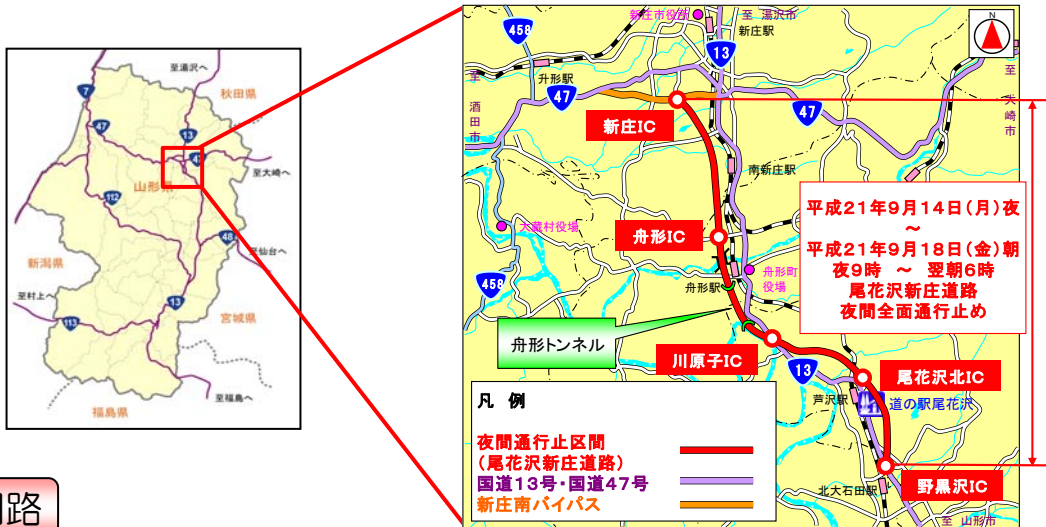 至湯沢へ
秋田県
7
47
13
47
至大崎へ
山形県
112
48
至仙台へ
新潟県
至村上へ
13
宮城県
113
至福島へ
福島県
新庄市役所
至 湯沢市
新庄駅
N
458
13
升形駅
至 酒田市
47
47
至 大崎市
新庄IC
南新庄駅
平成21年9月14日(月)夜
~
平成21年9月18日(金)朝
夜9時 ~ 翌朝6時
尾花沢新庄道路
夜間全面通行止め
大蔵村役場
舟形IC
舟形町
役場
舟形駅
458
舟形トンネル
川原子IC
13
尾花沢北IC
芦沢駅
道の駅尾花沢
凡 例
夜間通行止区間
(尾花沢新庄道路)
国道13号・国道47号
新庄南バイパス
北大石田駅
野黒沢IC
至 山形市
路